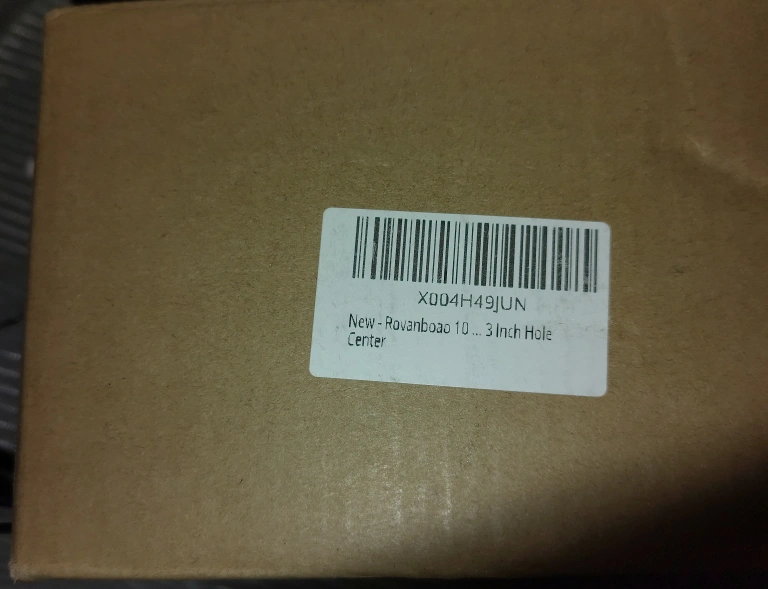 X004H49JUN
New - Rovanboao 10 ... 3 Inch Hole
Center